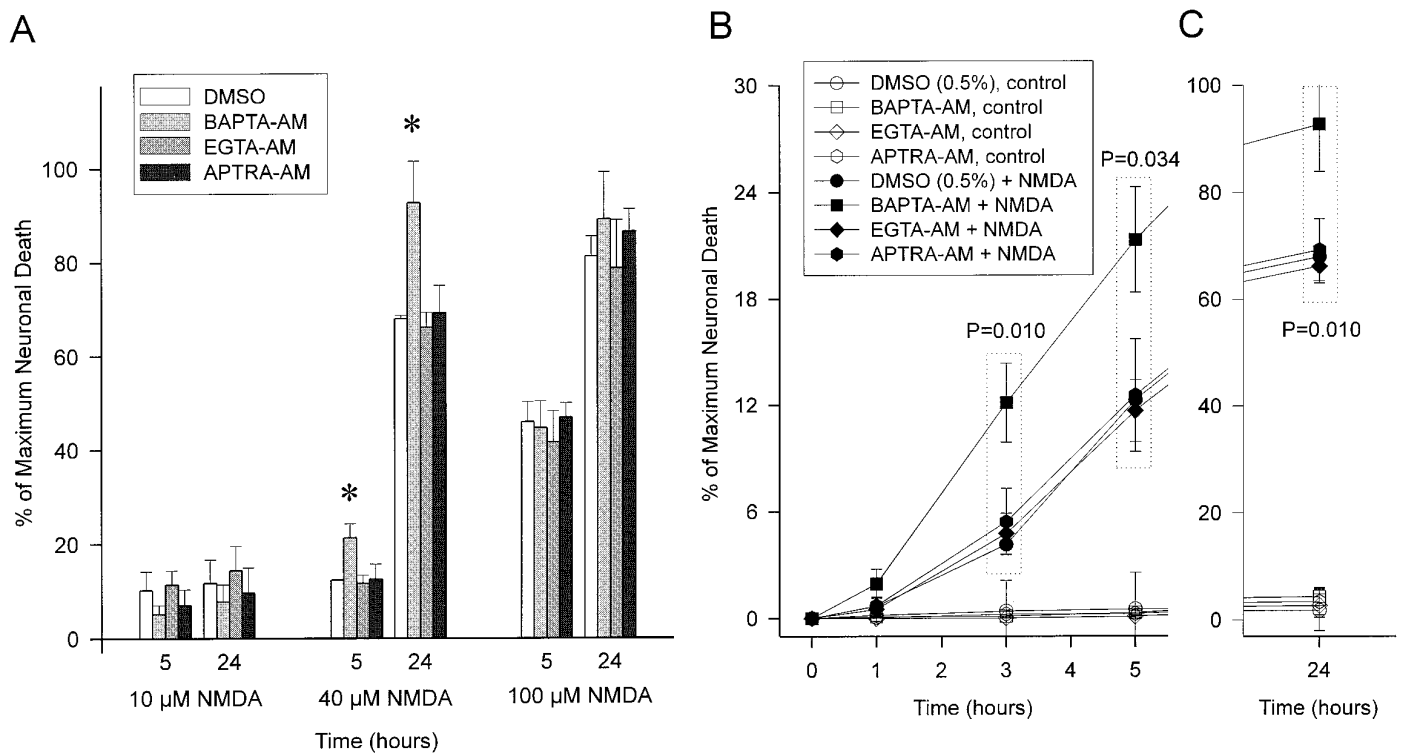 A
DMSO
BAPTA-AM
EGTA-AM
APTRA-AM
% of Maximum Neuronal Death
100
80
60
40
20
0
*
*
5
24
5
24
5
24
10 µM NMDA
40 µM NMDA
100 µM NMDA
Time (hours)
B
DMSO (0.5%), control
BAPTA-AM, control
EGTA-AM, control
APTRA-AM, control
DMSO (0.5%) + NMDA
BAPTA-AM + NMDA
EGTA-AM + NMDA
APTRA-AM + NMDA
% of Maximum Neuronal Death
30
24
18
12
6
0
P=0.010
P=0.034
0
1
2
3
4
5
Time (hours)
C
100
80
60
40
20
0
P=0.010
24
Time (hours)